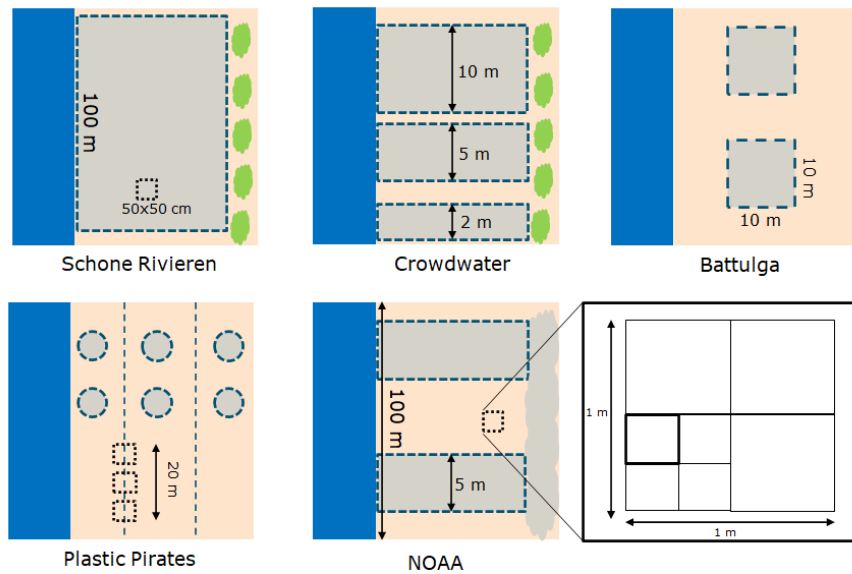 100 m
50x50 cm
Schone Rivieren
10 m
5 m
2 m
Crowdwater
10 m
10 m
Battulga
20 m
Plastic Pirates
100 m
5 m
NOAA
1 m
1 m